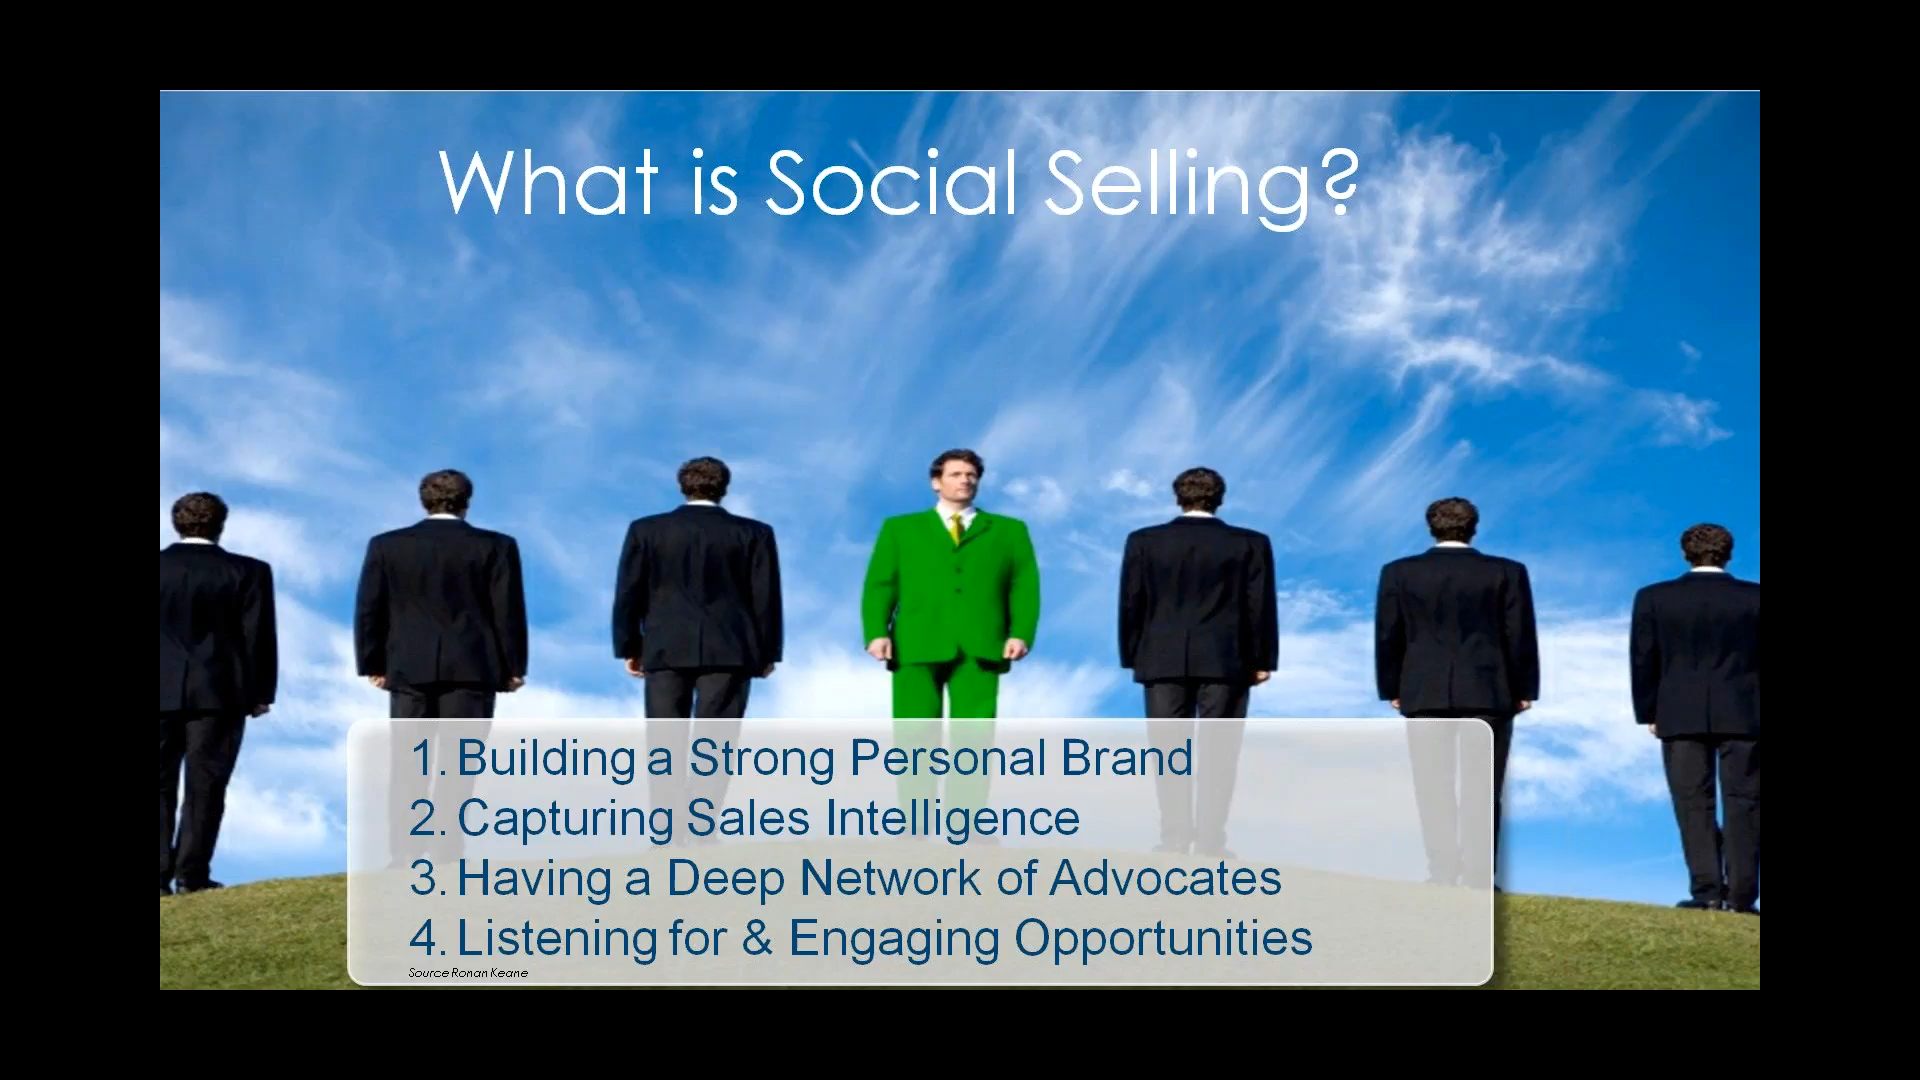 What is Social Selling?
1. Building a Strong Personal Brand
2. Capturing Sales Intelligence
3. Having a Deep Network of Advocates
4. Listening for & Engaging Opportunities
Source Ronan Keane